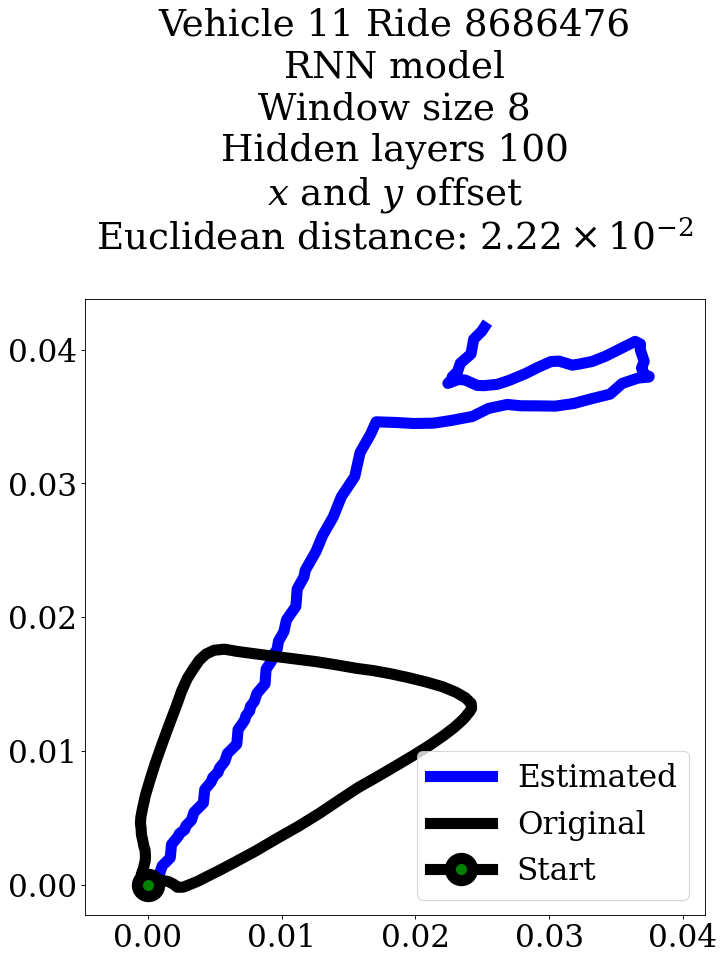 Vehicle 11 Ride 8686476
RNN model
Window size 8
Hidden layers 100
x and y offset
Euclidean distance: 2.22 × 10⁻²
0.04
0.03
0.02
0.01
0.00
Estimated
Original
Start
0.00 0.01 0.02 0.03 0.04